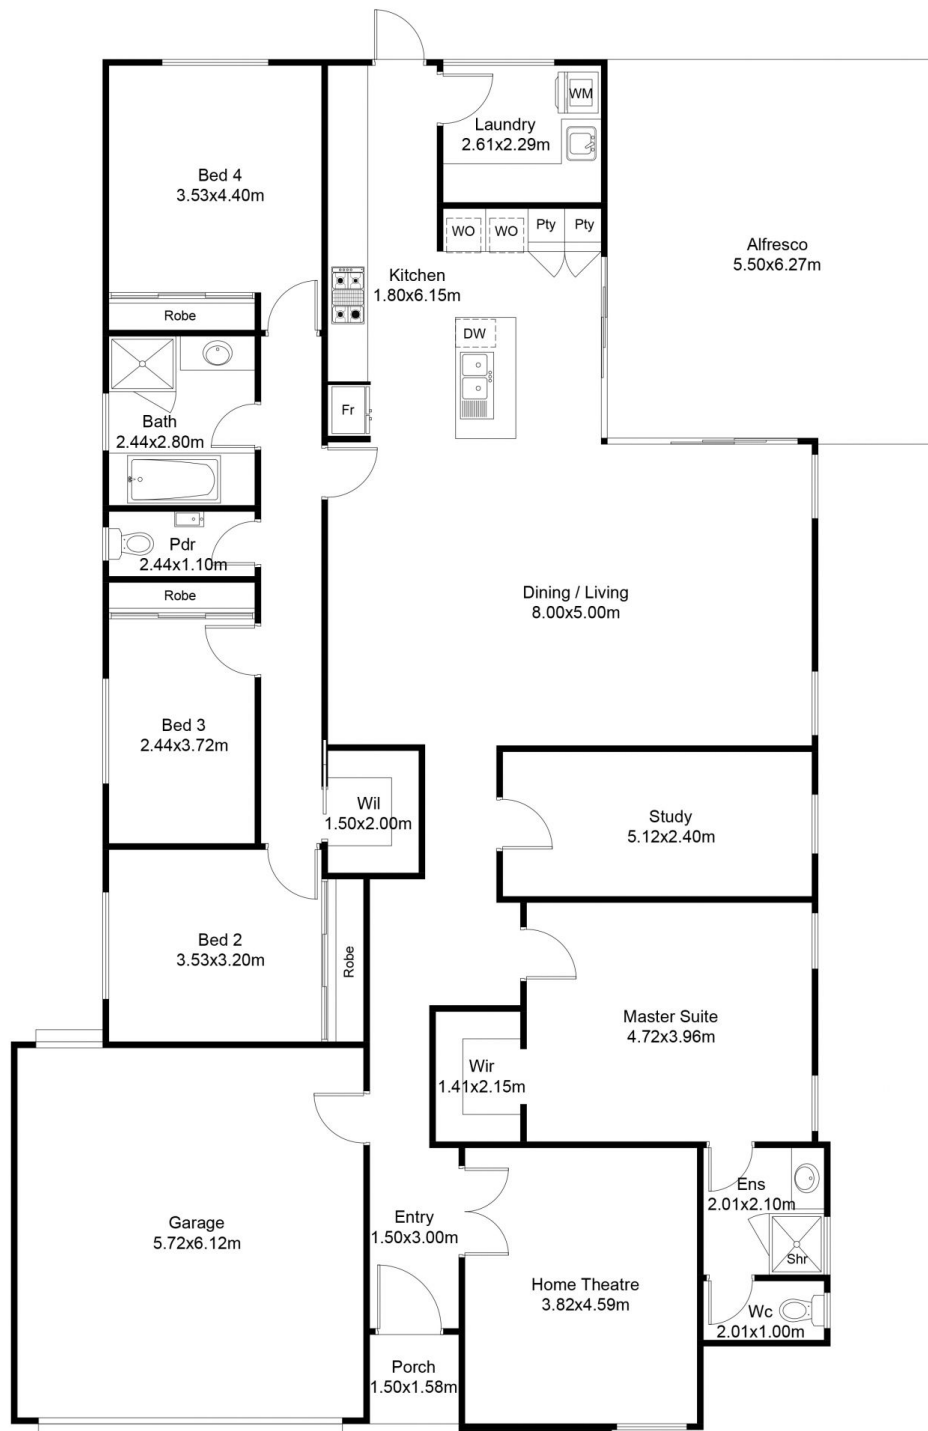 Laundry
2.61x2.29m
WM
Bed 4
3.53x4.40m
WO
WO
Pty
Pty
Alfresco
5.50x6.27m
Kitchen
1.80x6.15m
Robe
DW
Fr
Bath
2.44x2.80m
Pdr
2.44x1.10m
Robe
Dining / Living
8.00x5.00m
Bed 3
2.44x3.72m
Wil
1.50x2.00m
Study
5.12x2.40m
Bed 2
3.53x3.20m
Robe
Master Suite
4.72x3.96m
Wir
1.41x2.15m
Ens
2.01x2.10m
Garage
5.72x6.12m
Entry
1.50x3.00m
Shr
Home Theatre
3.82x4.59m
Wc
2.01x1.00m
Porch
1.50x1.58m